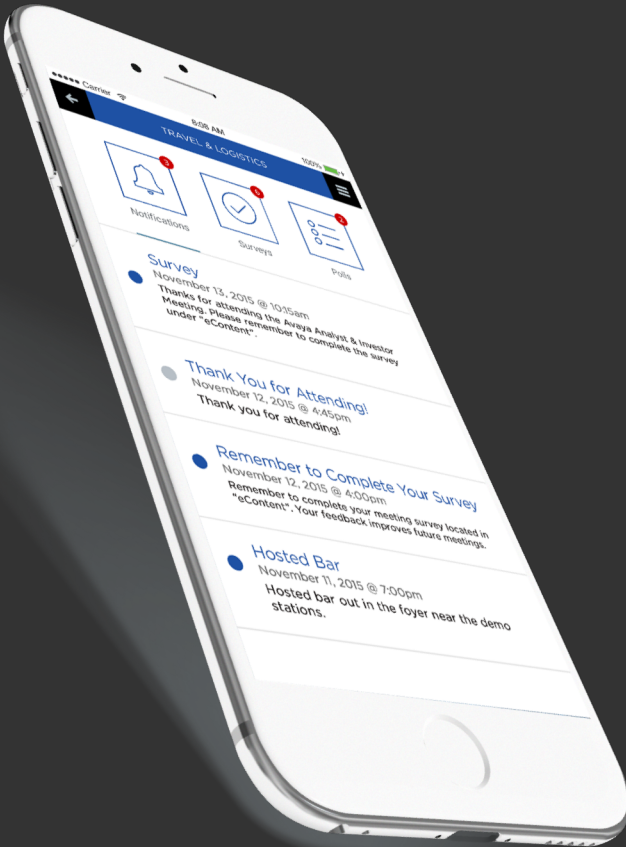 Carrier
8:08 AM
100%
TRAVEL & LOGISTICS
3
Notifications
Surveys
2
Polls
Survey
November 13, 2015 @ 10:15am
Thanks for attending the Avaya Analyst & Investor
Meeting. Please remember to complete the survey
under "eContent".
Thank You for Attending!
November 12, 2015 @ 4:45pm
Thank you for attending!
Remember to Complete Your Survey
November 12, 2015 @ 4:00pm
Remember to complete your meeting survey located in
"eContent". Your feedback improves future meetings.
Hosted Bar
November 11, 2015 @ 7:00pm
Hosted bar out in the foyer near the demo
stations.